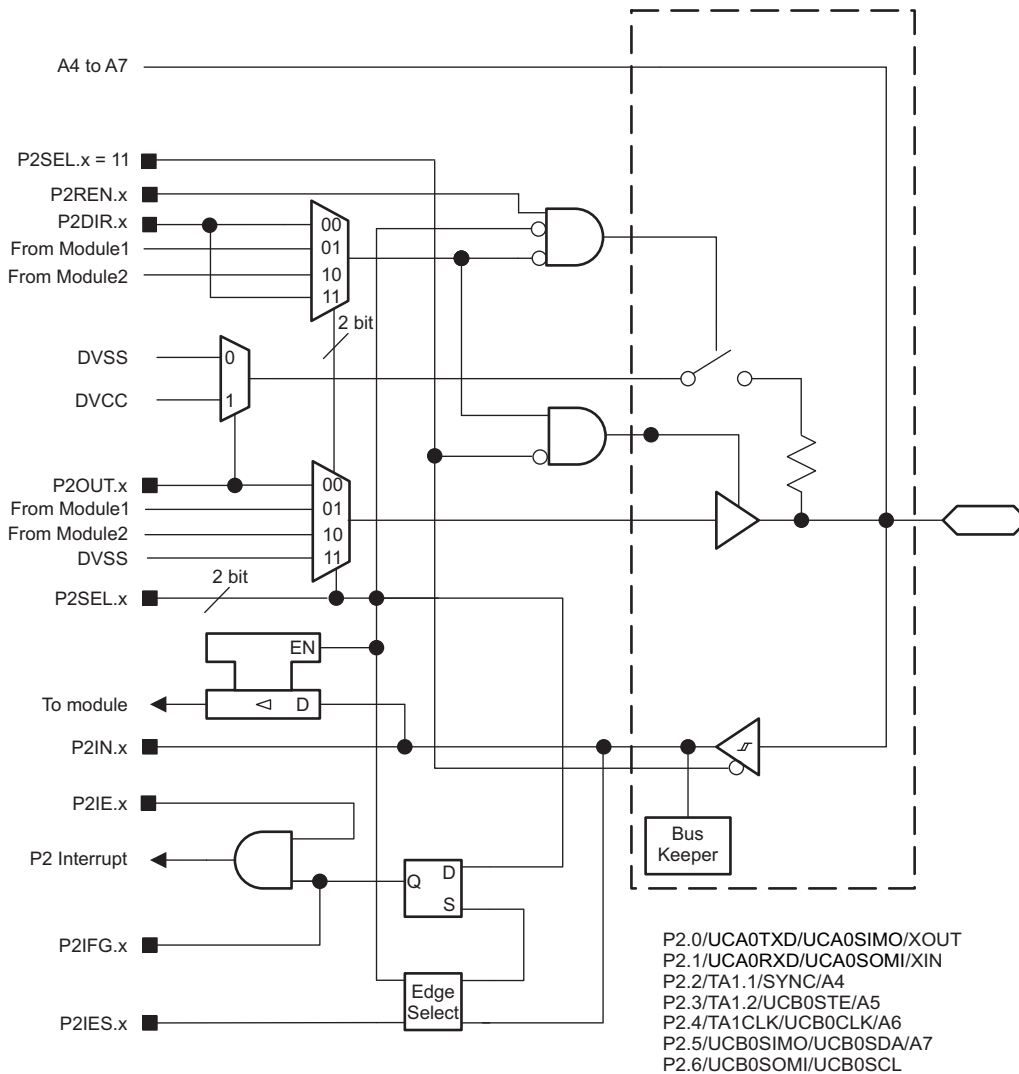 A4 to A7
P2SEL.x = 11
P2REN.x
P2DIR.x
From Module1
From Module2
00
01
10
11
2 bit
DVSS
DVCC
0
1
P2OUT.x
From Module1
From Module2
DVSS
00
01
10
11
2 bit
P2SEL.x
EN
To module
D
P2IN.x
Bus
Keeper
P2IE.x
P2 Interrupt
Q
D
S
P2IFG.x
Edge
Select
P2IES.x
P2.0/UCA0TXD/UCA0SIMO/XOUT
P2.1/UCA0RXD/UCA0SOMI/XIN
P2.2/TA1.1/SYNC/A4
P2.3/TA1.2/UCB0STE/A5
P2.4/TA1CLK/UCB0CLK/A6
P2.5/UCB0SIMO/UCB0SDA/A7
P2.6/UCB0SOMI/UCB0SCL